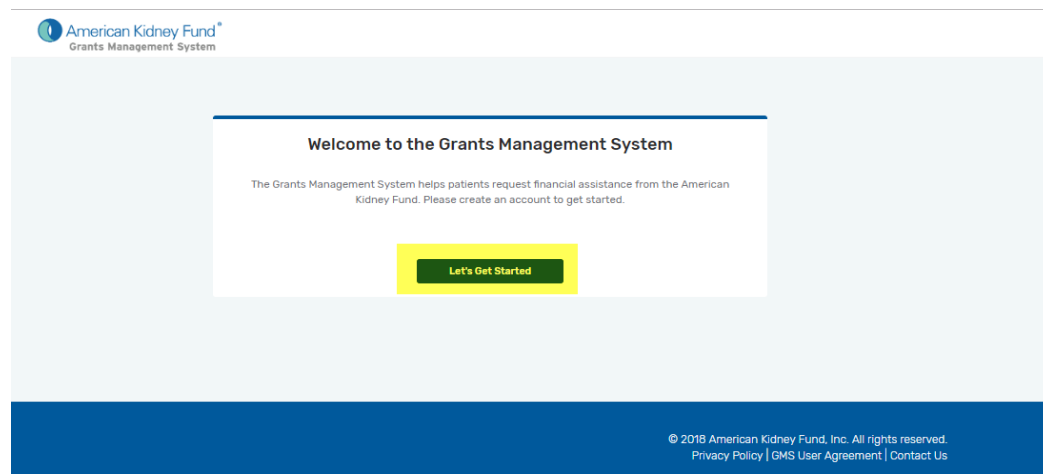 American Kidney Fund®
Grants Management System
Welcome to the Grants Management System
The Grants Management System helps patients request financial assistance from the American
Kidney Fund. Please create an account to get started.
Let's Get Started
© 2018 American Kidney Fund, Inc. All rights reserved.
Privacy Policy | GMS User Agreement | Contact Us